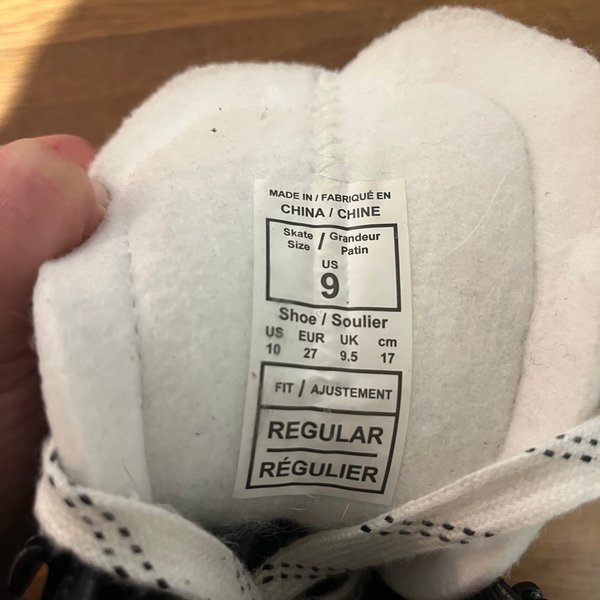 MADE IN / FABRIQUÉ EN
CHINA / CHINE
Skate Size / Grandeur Patin
US
9
Shoe / Soulier
US EUR UK cm
10 27 9.5 17
FIT / AJUSTEMENT
REGULAR
RÉGULIER